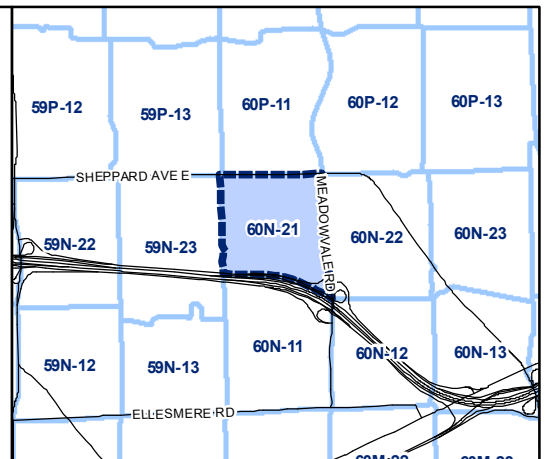 59P-12
59P-13
60P-11
60P-12
60P-13
SHEPPARD AVE E
MEADOWVALE RD
59N-22
59N-23
60N-21
60N-22
60N-23
59N-12
59N-13
60N-11
60N-12
60N-13
ELLESMERE RD